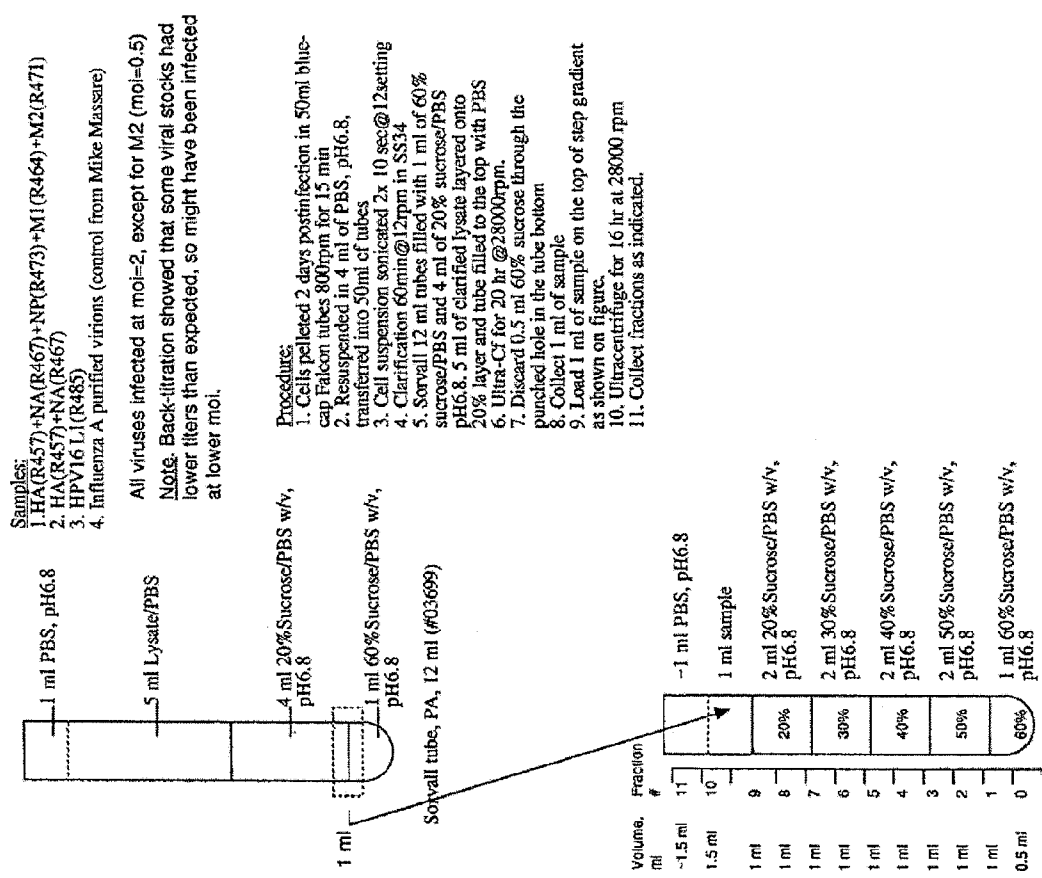 Samples:
1.HA(R457)+NA(R467)+NP(R473)+M1(R464)+M2(R471)
2. HA(R457)+NA(R467)
3. HPV16 L1(R485)
4. Influenza A purified virions (control from Mike Massare)
All viruses infected at moi=2, except for M2 (moi=0.5)
Note. Back-titration showed that some viral stocks had
lower titers than expected, so might have been infected
at lower moi.
1 ml PBS, pH6.8
5 ml Lysate/PBS
4 ml 20%Sucrose/PBS w/v,
pH6.8
1 ml 60%Sucrose/PBS w/v,
pH6.8
1 ml
Sorvall tube, PA, 12 ml (#03699)
Procedure:
1. Cells pelleted 2 days postinfection in 50ml blue-
cap Falcon tubes 800rpm for 15 min
2. Resuspended in 4 ml of PBS, pH6.8,
transferred into 50ml cf tubes
3. Cell suspension sonicated 2x 10 sec@12setting
4. Clarification 60min@12rpm in SS34
5. Sorvall 12 ml tubes filled with 1 ml of 60%
sucrose/PBS and 4 ml of 20% sucrose/PBS
pH6.8. 5 ml of clarified lysate layered onto
20% layer and tube filled to the top with PBS
6. Ultra-Cf for 20 hr @28000rpm.
7. Discard 0.5 ml 60% sucrose through the
punched hole in the tube bottom
8. Collect 1 ml of sample
9. Load 1 ml of sample on the top of step gradient
as shown on figure.
10. Ultracentrifuge for 16 hr at 28000 rpm
11. Collect fractions as indicated.
Volume, Fraction
ml #
~1.5 ml 11
1.5 ml 10
1 ml 9
1 ml 8
1 ml 7
1 ml 6
1 ml 5
1 ml 4
1 ml 3
1 ml 2
1 ml 1
0.5 ml 0
20%
30%
40%
50%
60%
~1 ml PBS, pH6.8
1 ml sample
2 ml 20%Sucrose/PBS w/v,
pH6.8
2 ml 30%Sucrose/PBS w/v,
pH6.8
2 ml 40%Sucrose/PBS w/v,
pH6.8
2 ml 50%Sucrose/PBS w/v,
pH6.8
1 ml 60%Sucrose/PBS w/v,
pH6.8